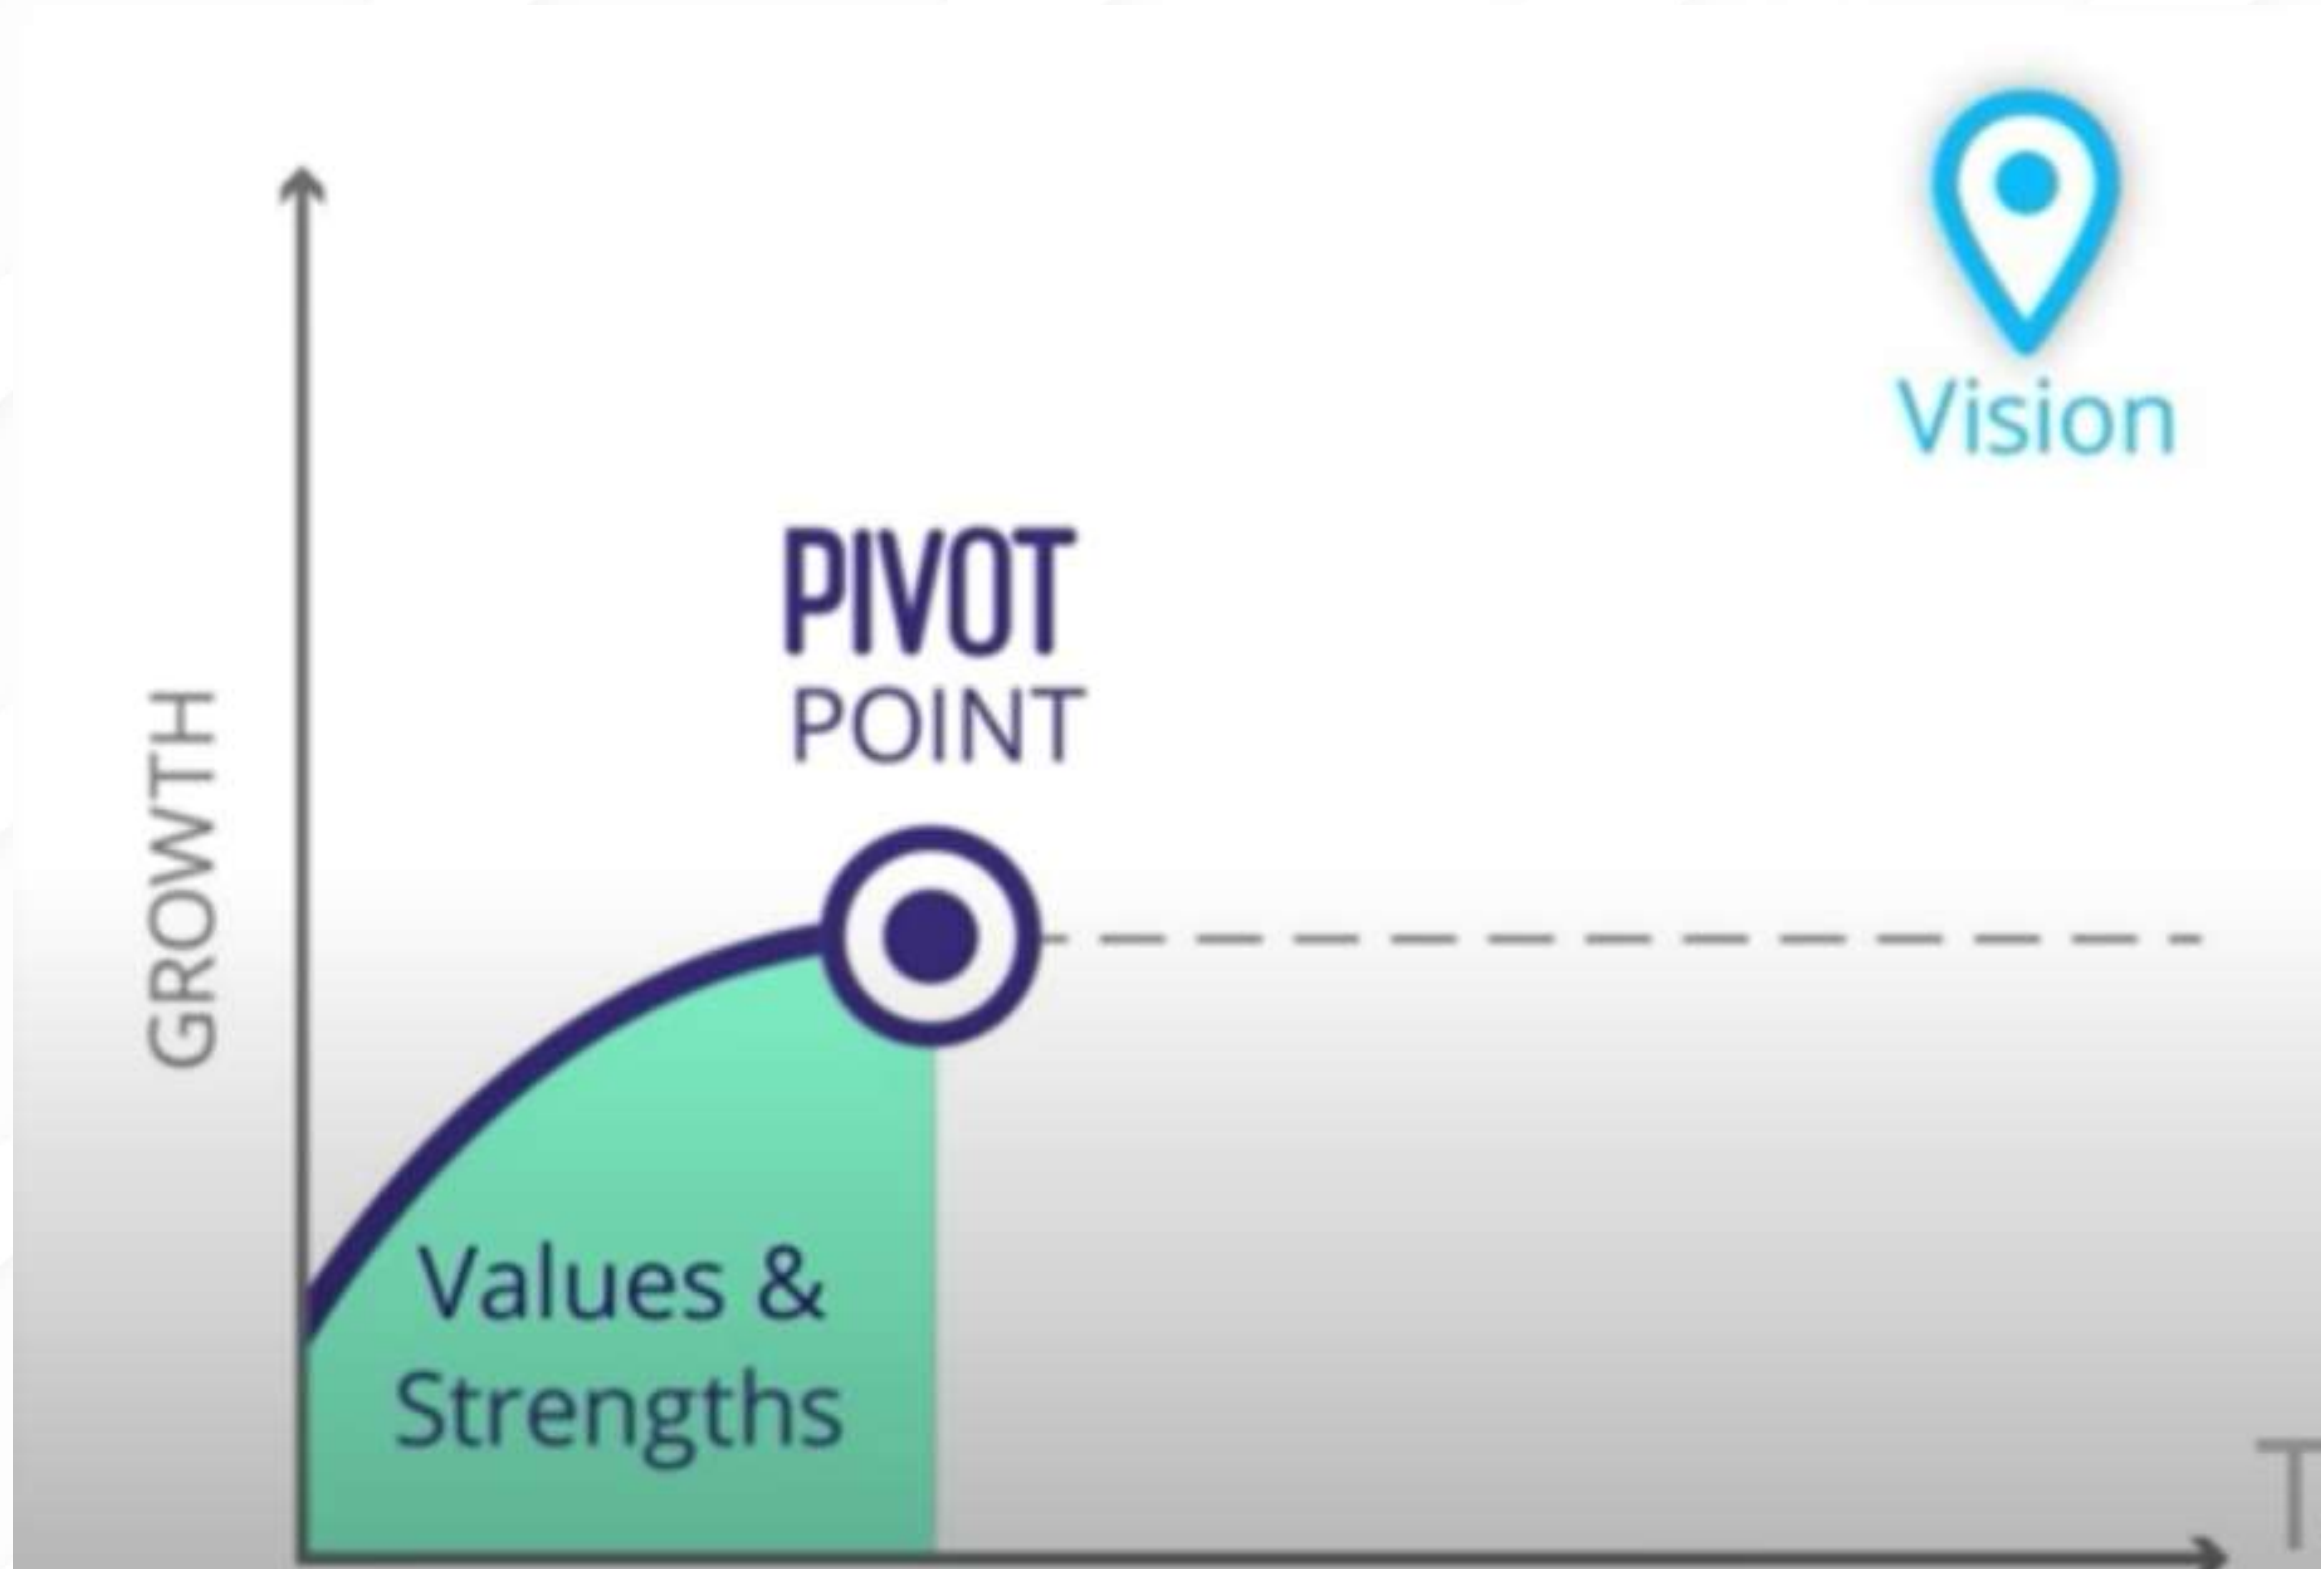 Vision
PIVOT
POINT
GROWTH
Values &
Strengths
T